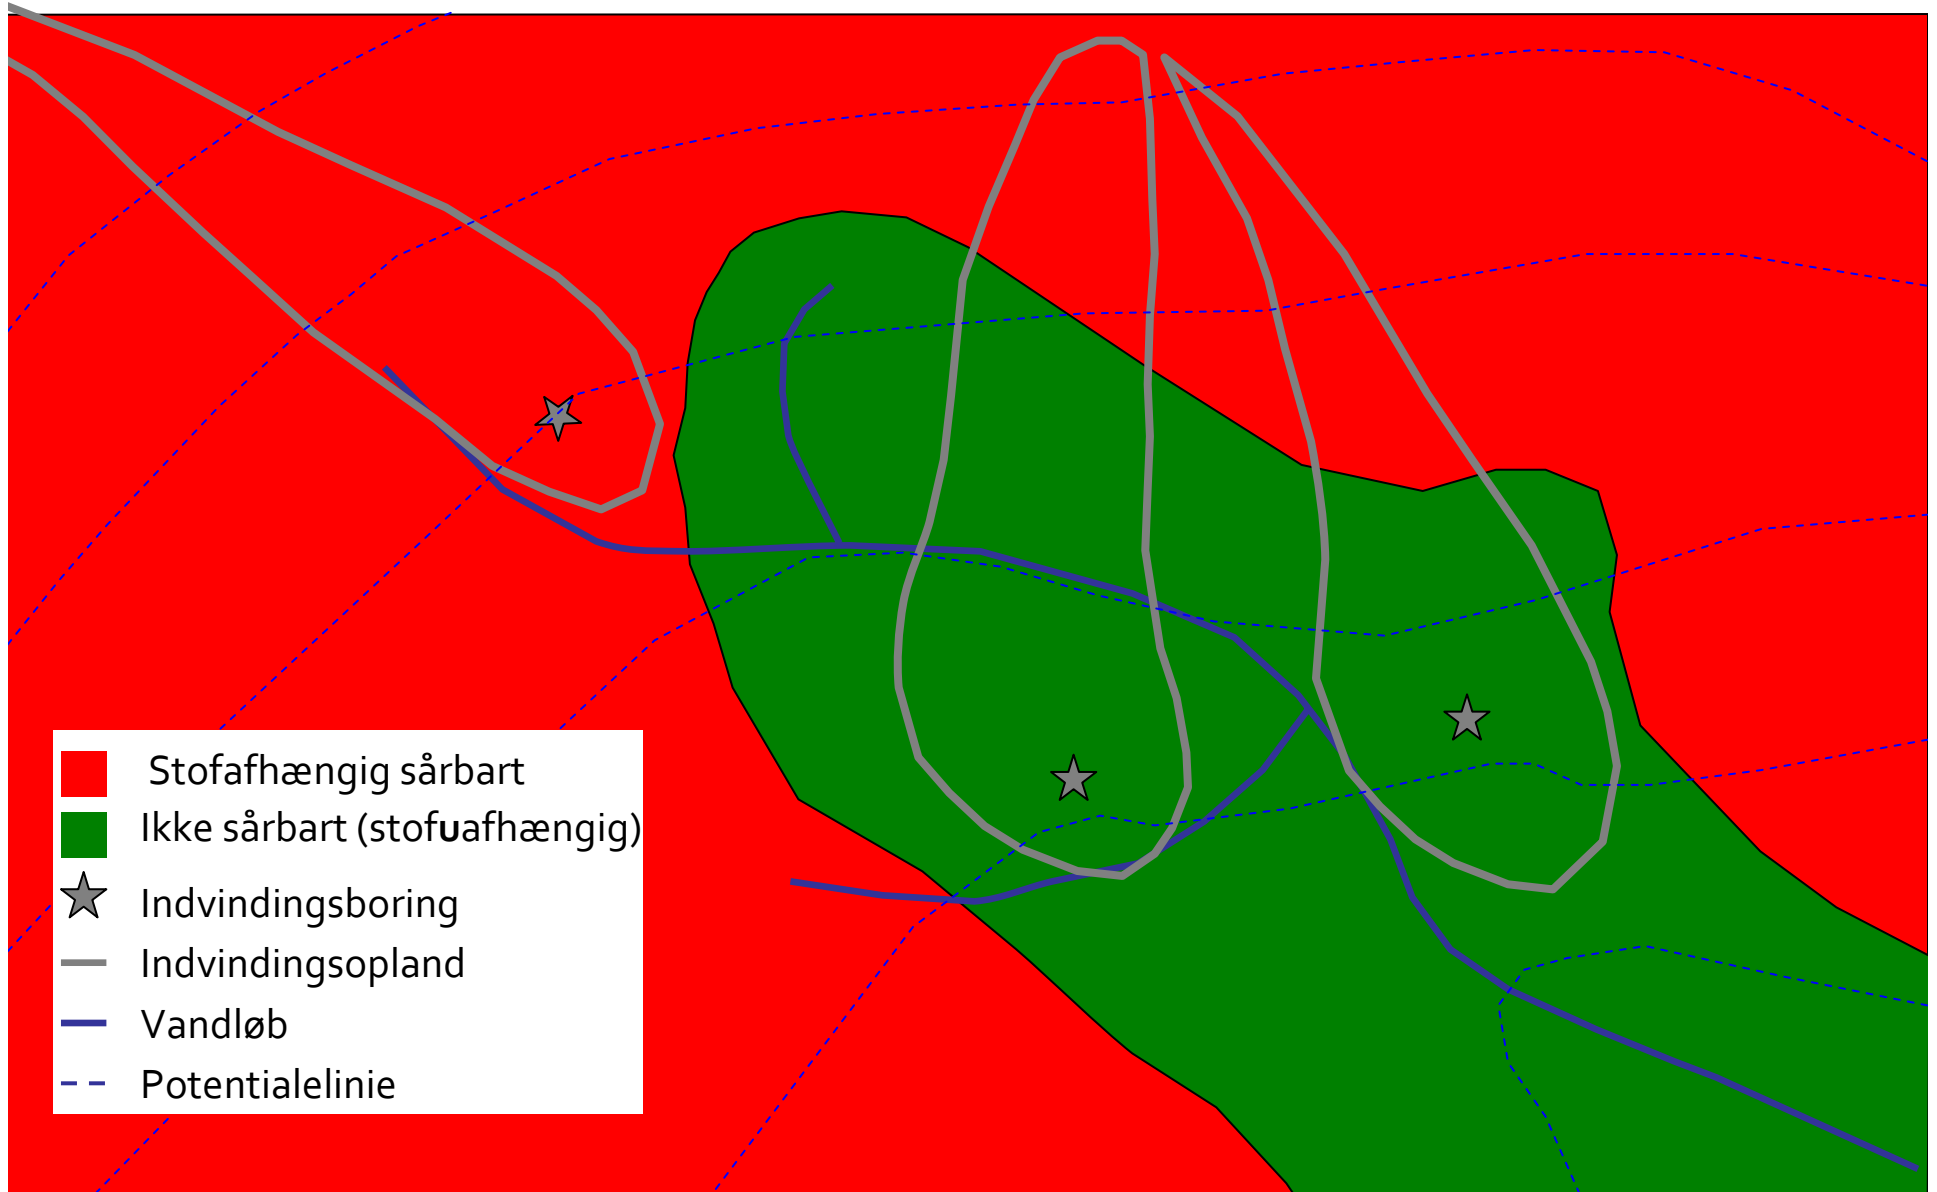 Stofafhængig sårbart
Ikke sårbart (stofuafhængig)
Indvindingsboring
Indvindingsopland
Vandløb
Potentialelinie